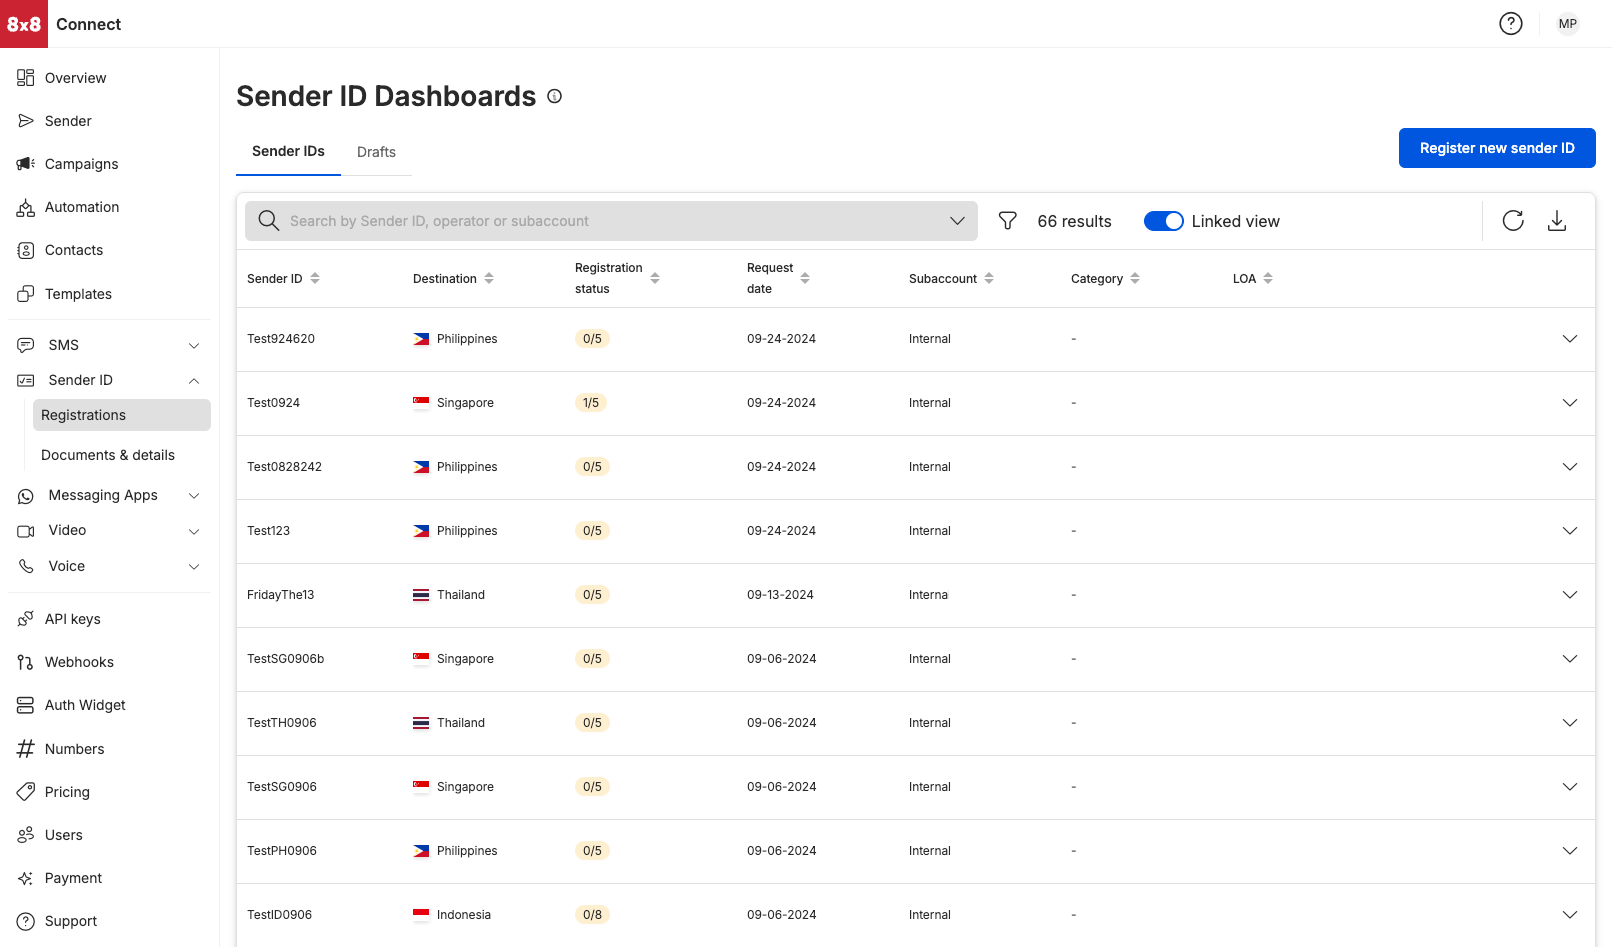 8x8 Connect
MP
Overview
Sender
Campaigns
Automation
Contacts
Templates
SMS
Sender ID
Registrations
Documents & details
Messaging Apps
Video
Voice
API keys
Webhooks
Auth Widget
Numbers
Pricing
Users
Payment
Support
Sender ID Dashboards
Sender IDs Drafts
Register new sender ID
Search by Sender ID, operator or subaccount 66 results Linked view
Sender ID Destination Registration status Request date Subaccount Category LOA
Test924620 Philippines 0/5 09-24-2024 Internal -
Test0924 Singapore 1/5 09-24-2024 Internal -
Test0828242 Philippines 0/5 09-24-2024 Internal -
Test123 Philippines 0/5 09-24-2024 Internal -
FridayThe13 Thailand 0/5 09-13-2024 Interna -
TestSG0906b Singapore 0/5 09-06-2024 Internal -
TestTH0906 Thailand 0/5 09-06-2024 Internal -
TestSG0906 Singapore 0/5 09-06-2024 Internal -
TestPH0906 Philippines 0/5 09-06-2024 Internal -
TestID0906 Indonesia 0/8 09-06-2024 Internal -